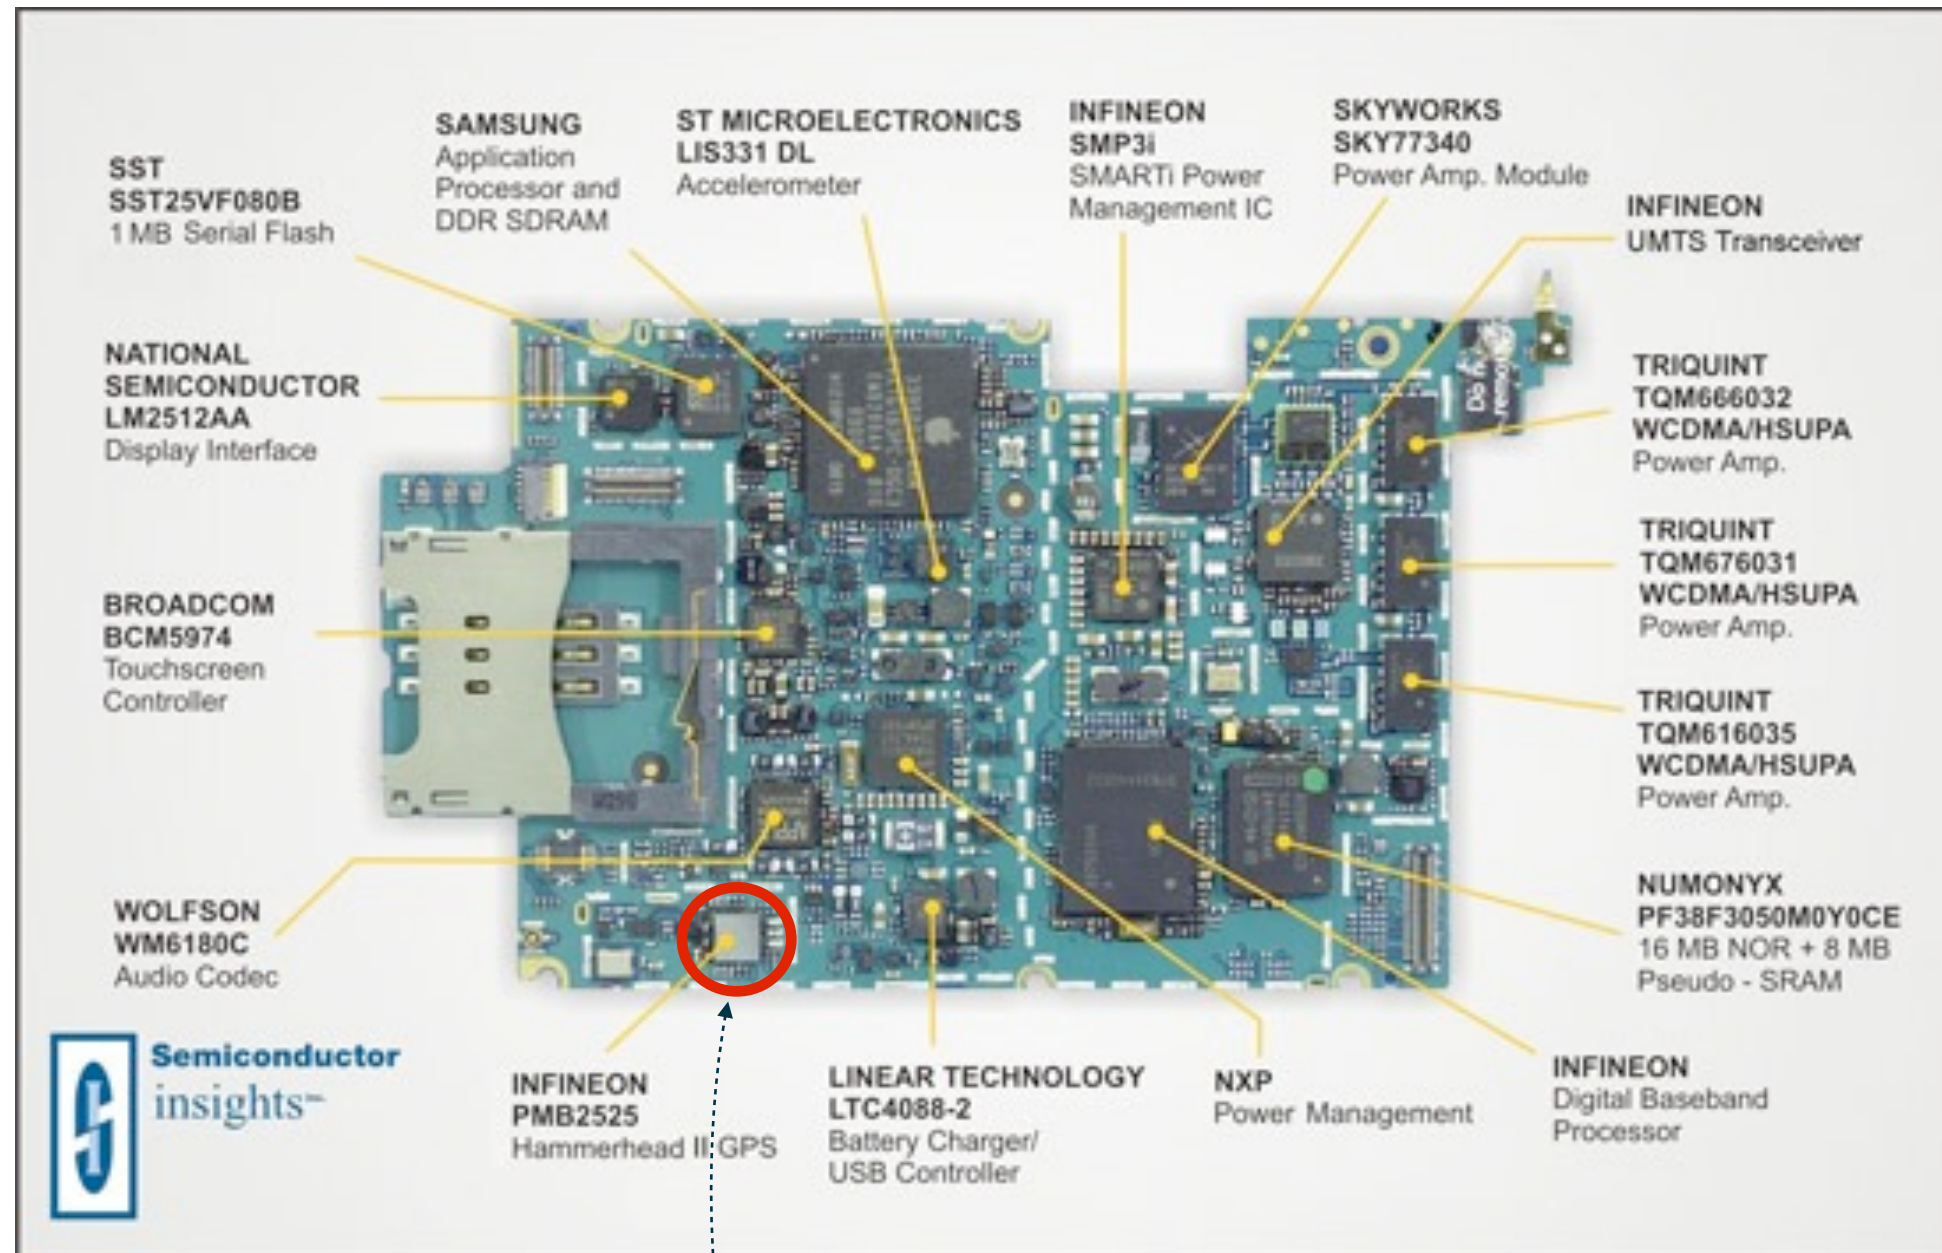 SST
SST25VF080B
1 MB Serial Flash
SAMSUNG
Application
Processor and
DDR SDRAM
ST MICROELECTRONICS
LIS331 DL
Accelerometer
INFINEON
SMP3i
SMARTi Power
Management IC
SKYWORKS
SKY77340
Power Amp. Module
INFINEON
UMTS Transceiver
NATIONAL
SEMICONDUCTOR
LM2512AA
Display Interface
Do not
remove
TRIQUINT
TQM666032
WCDMA/HSUPA
Power Amp.
TRIQUINT
TQM676031
WCDMA/HSUPA
Power Amp.
BROADCOM
BCM5974
Touchscreen
Controller
TRIQUINT
TQM616035
WCDMA/HSUPA
Power Amp.
WOLFSON
WM6180C
Audio Codec
NUMONYX
PF38F3050M0Y0CE
16 MB NOR + 8 MB
Pseudo - SRAM
Semiconductor
insights™
INFINEON
PMB2525
Hammerhead II GPS
LINEAR TECHNOLOGY
LTC4088-2
Battery Charger/
USB Controller
NXP
Power Management
INFINEON
Digital Baseband
Processor